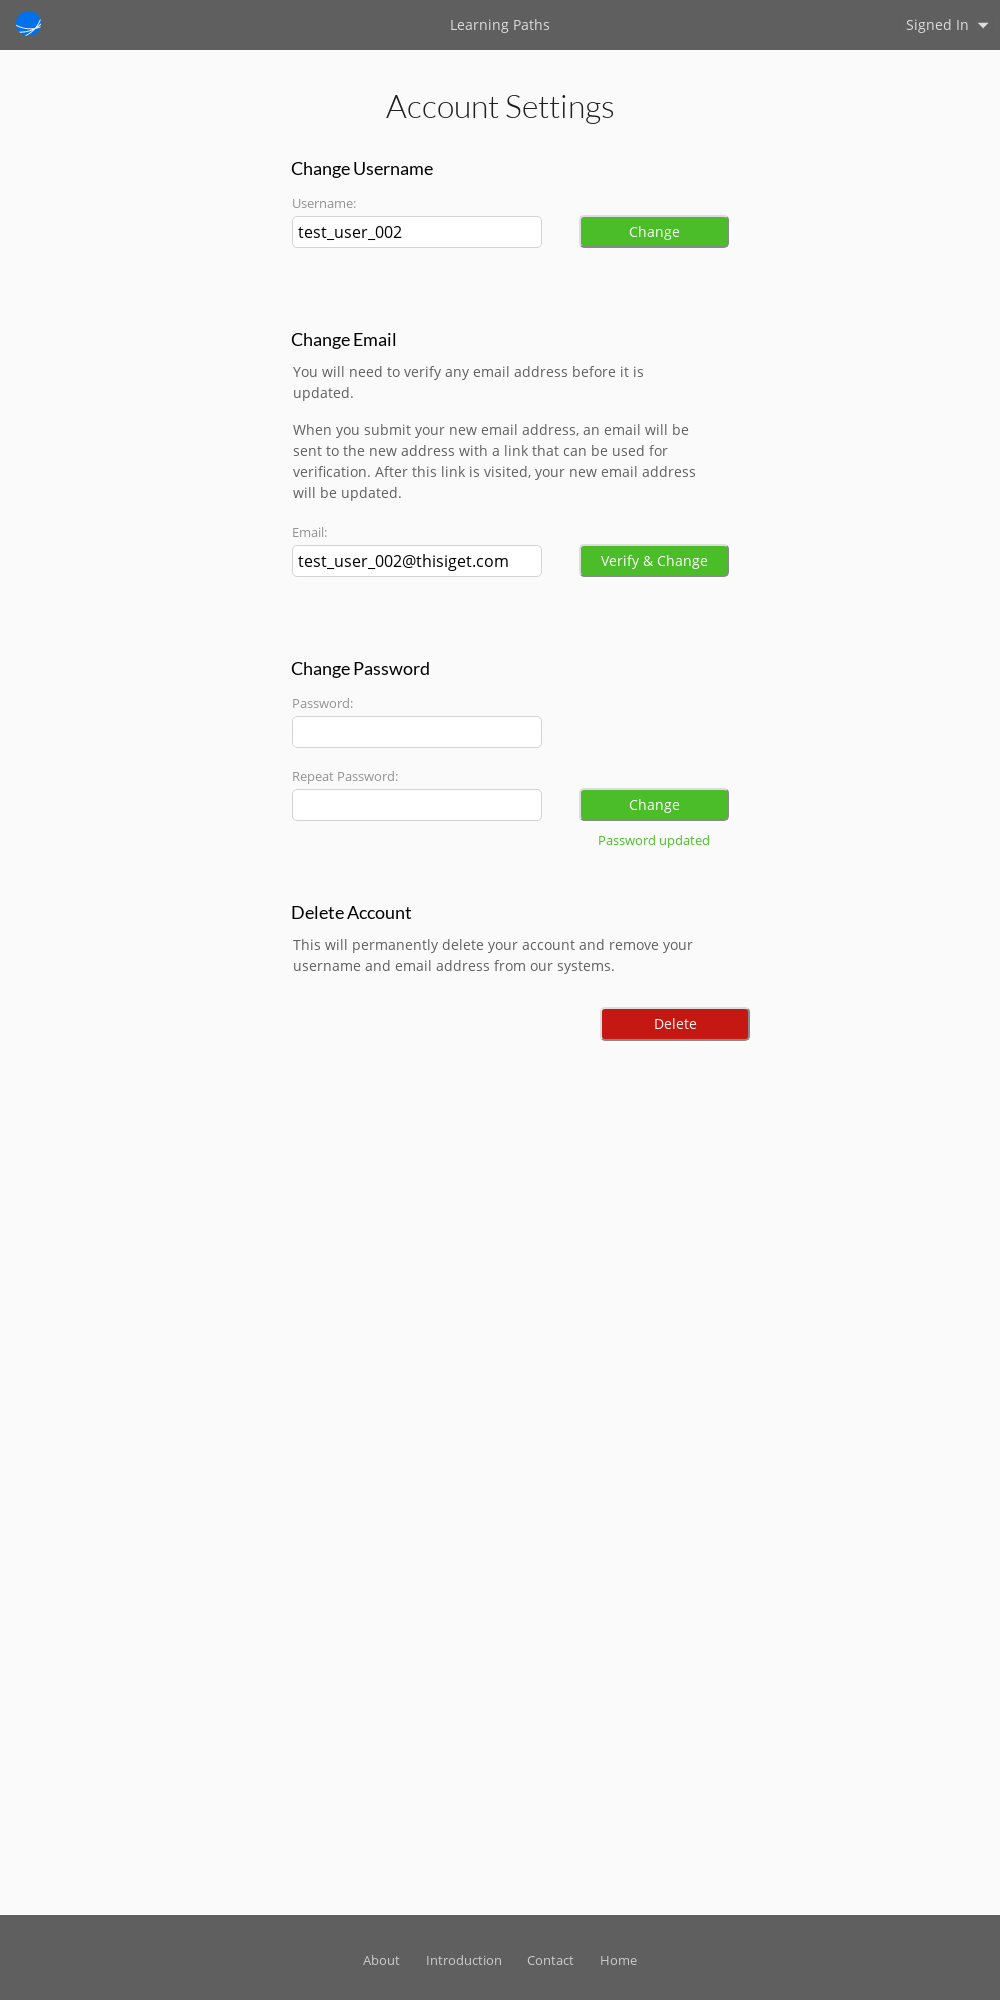 Learning Paths
Signed In
Account Settings
Change Username
Username:
test_user_002
Change
Change Email
You will need to verify any email address before it is
updated.
When you submit your new email address, an email will be
sent to the new address with a link that can be used for
verification. After this link is visited, your new email address
will be updated.
Email:
test_user_002@thisiget.com
Verify & Change
Change Password
Password:
Repeat Password:
Change
Password updated
Delete Account
This will permanently delete your account and remove your
username and email address from our systems.
Delete
About Introduction Contact Home